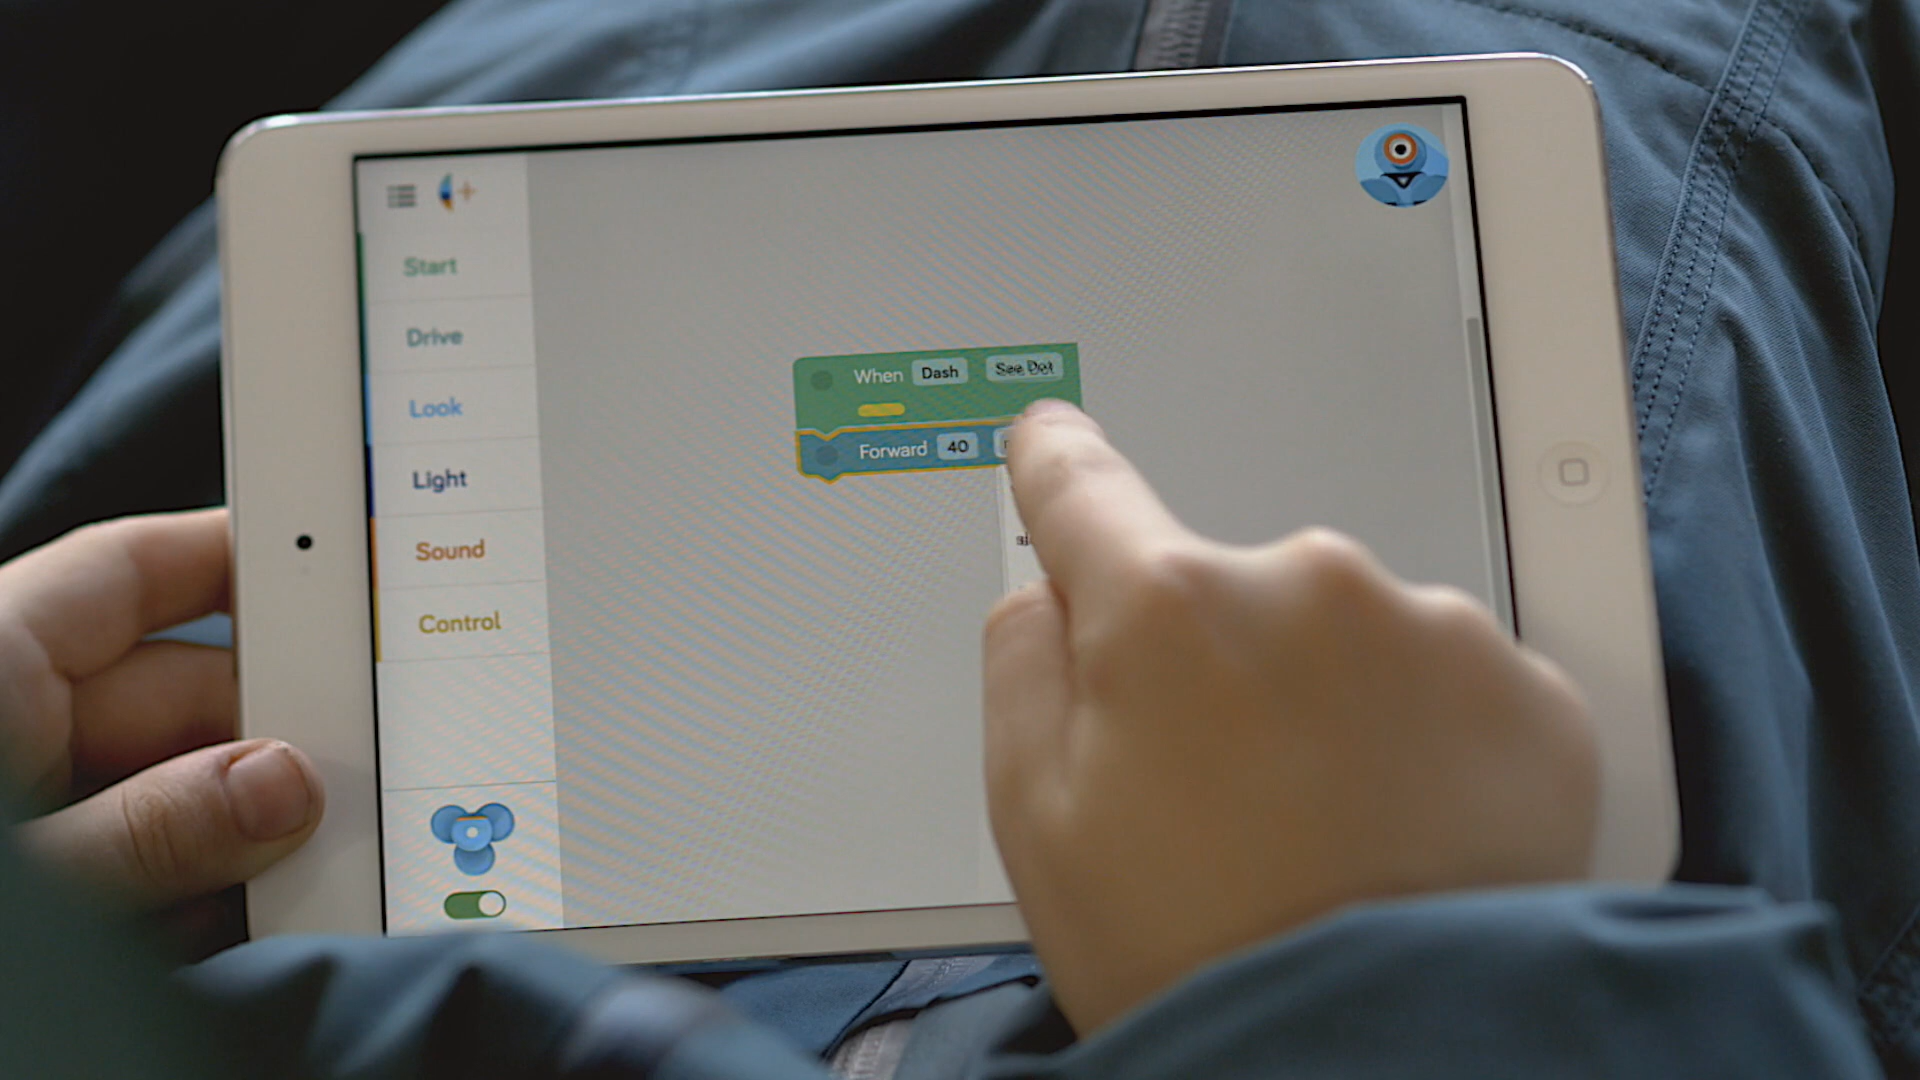 Start
Drive
Look
Light
Sound
Control
When Dash See Dot
Forward 40